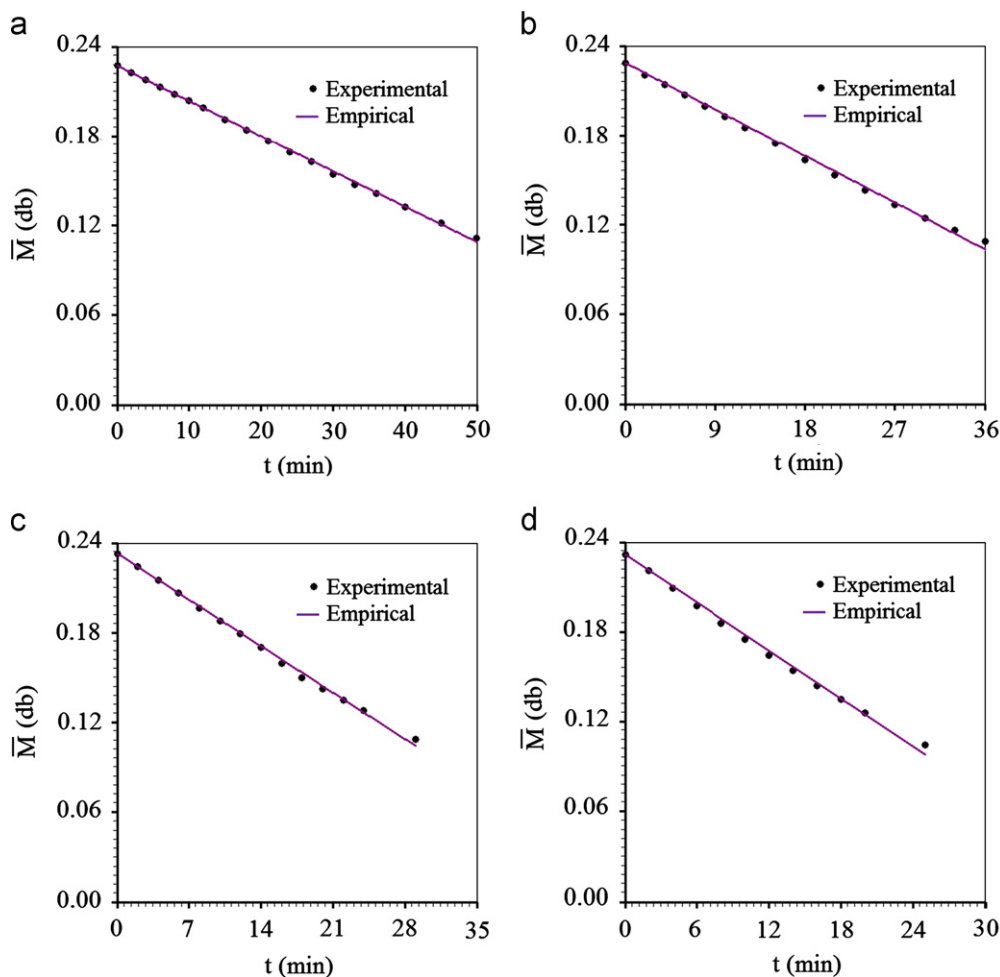 a
0.24
0.18
0.12
0.06
0.00
M̅ (db)
Experimental
Empirical
0 10 20 30 40 50
t (min)
b
0.24
0.18
0.12
0.06
0.00
M̅ (db)
Experimental
Empirical
0 9 18 27 36
t (min)
c
0.24
0.18
0.12
0.06
0.00
M̅ (db)
Experimental
Empirical
0 7 14 21 28 35
t (min)
d
0.24
0.18
0.12
0.06
0.00
M̅ (db)
Experimental
Empirical
0 6 12 18 24 30
t (min)